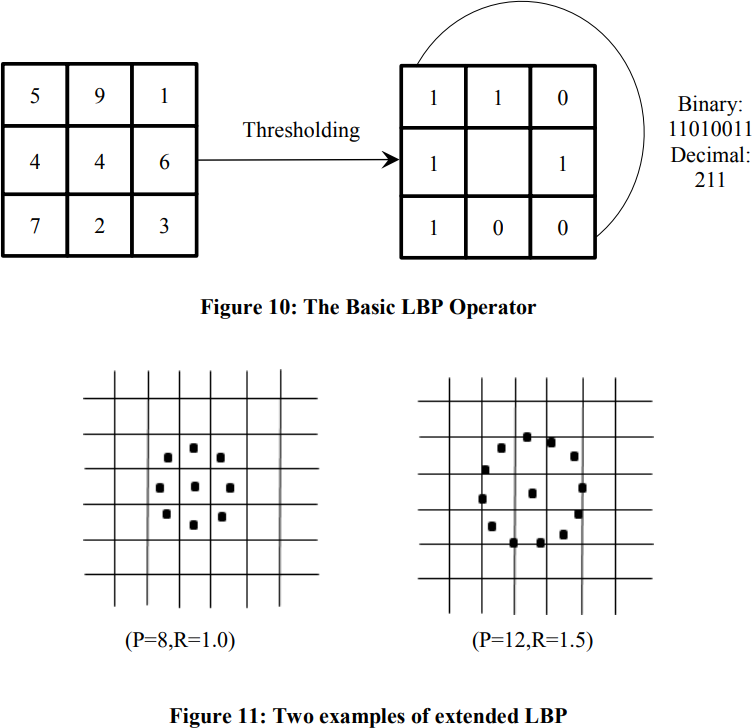 5 9 1
4 4 6
7 2 3
Thresholding
1 1 0
1 1
1 0 0
Binary:
11010011
Decimal:
211
Figure 10: The Basic LBP Operator
(P=8,R=1.0)
(P=12,R=1.5)
Figure 11: Two examples of extended LBP